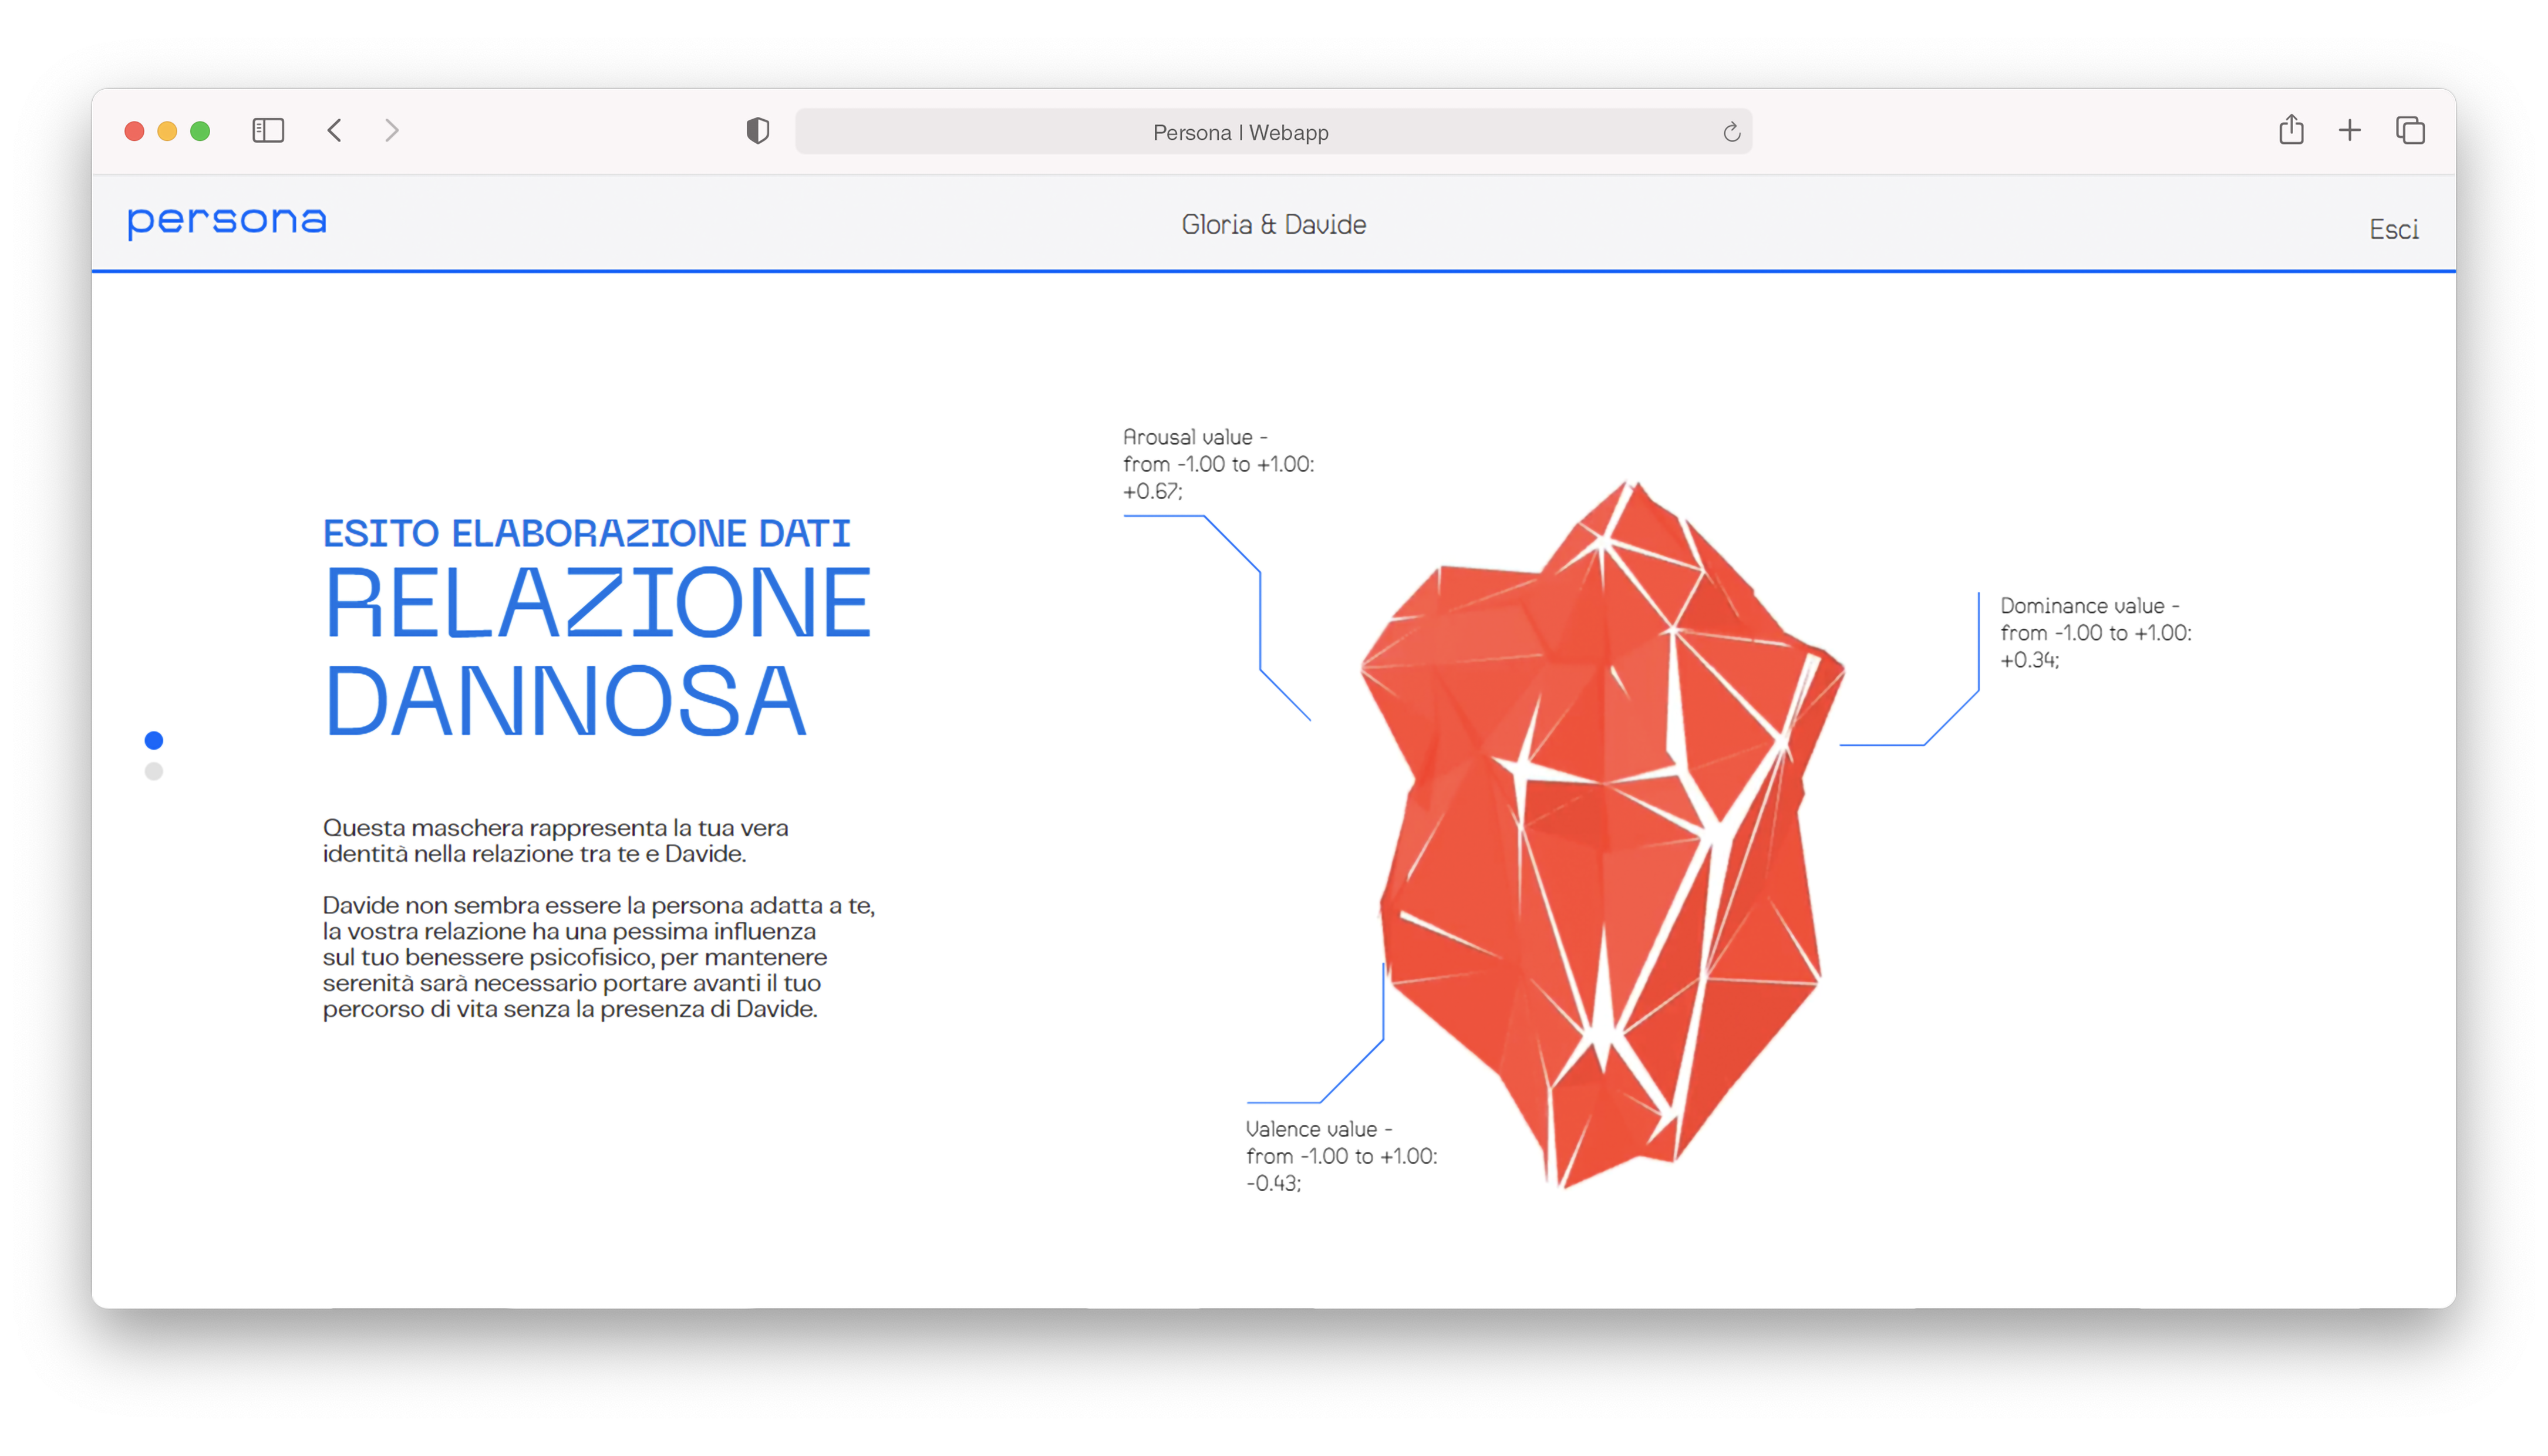 Persona | Webapp
persona
Gloria & Davide
Esci
ESITO ELABORAZIONE DATI
RELAZIONE
DANNOSA
Questa maschera rappresenta la tua vera
identità nella relazione tra te e Davide.
Davide non sembra essere la persona adatta a te,
la vostra relazione ha una pessima influenza
sul tuo benessere psicofisico, per mantenere
serenità sarà necessario portare avanti il tuo
percorso di vita senza la presenza di Davide.
Arousal value -
from -1.00 to +1.00:
+0.67;
Dominance value -
from -1.00 to +1.00:
+0.34;
Valence value -
from -1.00 to +1.00:
-0.43;